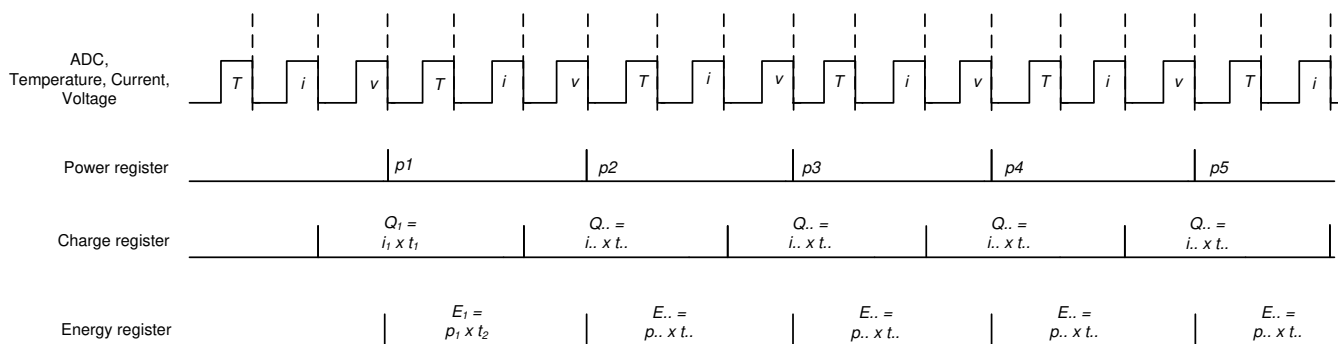 ADC,
Temperature, Current,
Voltage
T i v T i v T i v T i v T i v T i
Power register
p1 p2 p3 p4 p5
Charge register
Q1 =
i1 x t1
Q.. =
i.. x t..
Q.. =
i.. x t..
Q.. =
i.. x t..
Q.. =
i.. x t..
Energy register
E1 =
p1 x t2
E.. =
p.. x t..
E.. =
p.. x t..
E.. =
p.. x t..
E.. =
p.. x t..